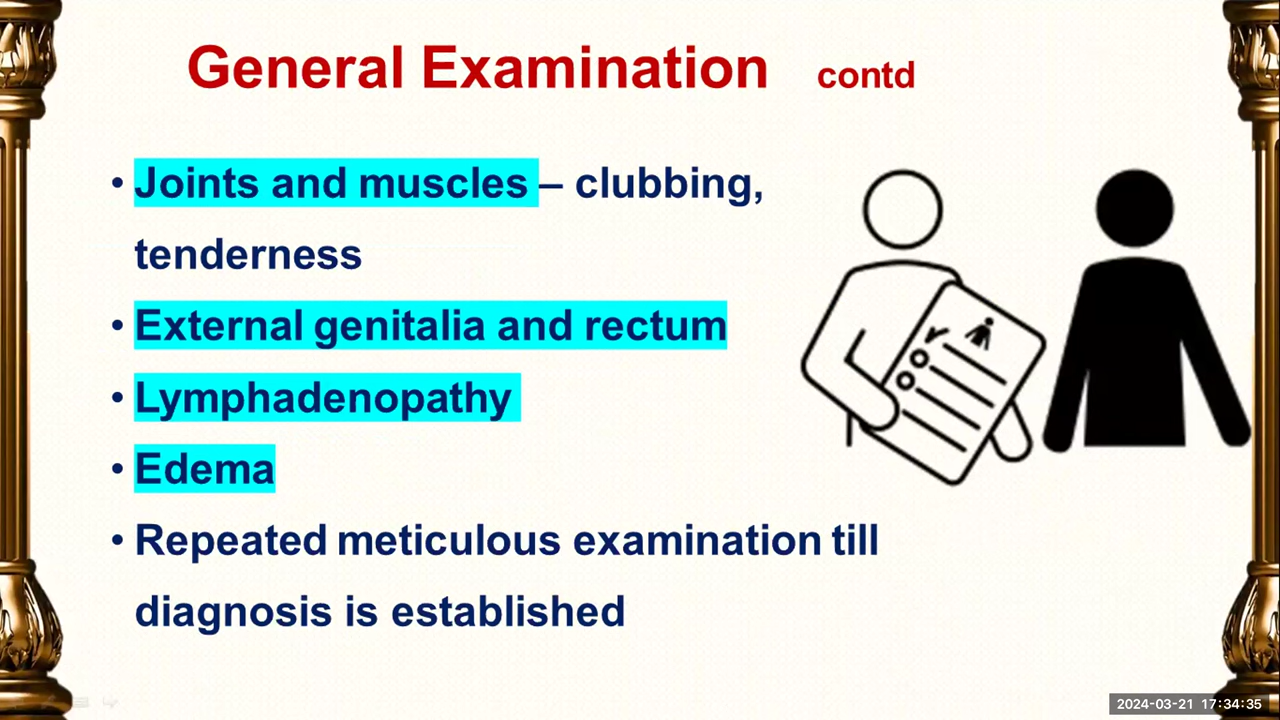 General Examination contd
• Joints and muscles – clubbing,
tenderness
• External genitalia and rectum
• Lymphadenopathy
• Edema
• Repeated meticulous examination till
diagnosis is established
2024-03-21 17:34:35